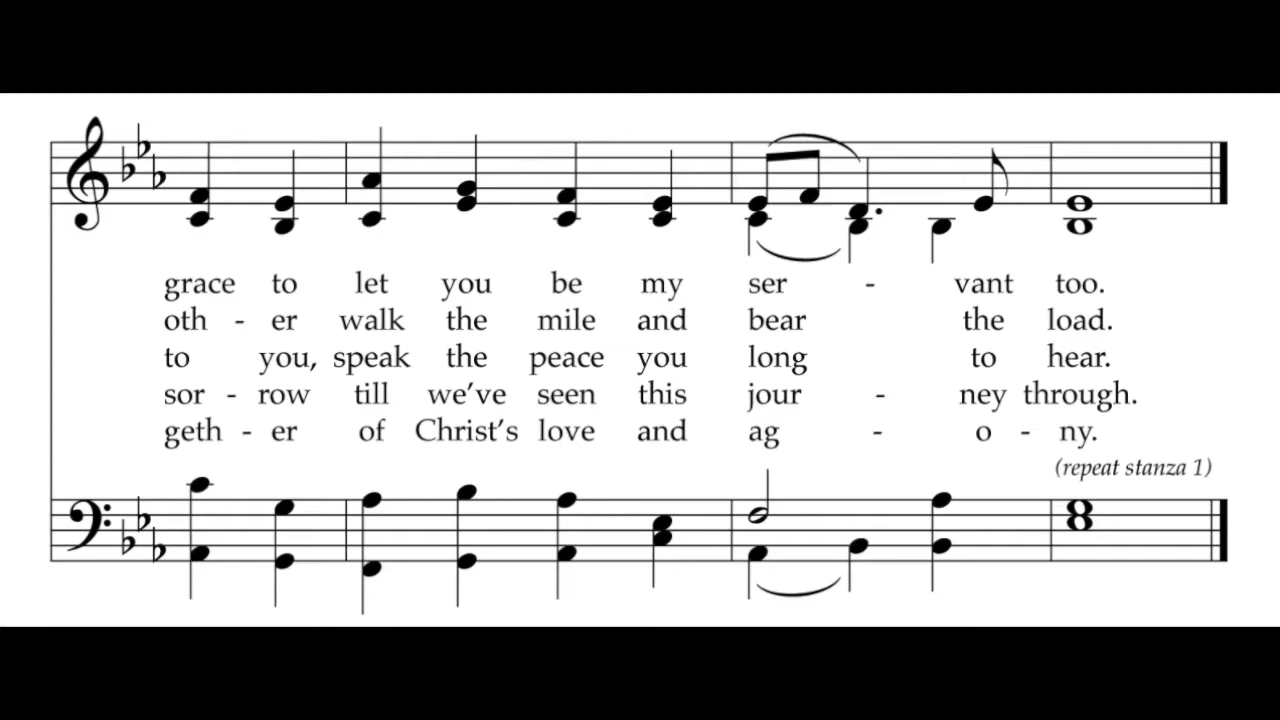 grace to let you be my ser - vant too.
oth - er walk the mile and bear the load.
to you, speak the peace you long to hear.
sor - row till we've seen this jour - ney through.
geth - er of Christ's love and ag - o - ny.
(repeat stanza 1)